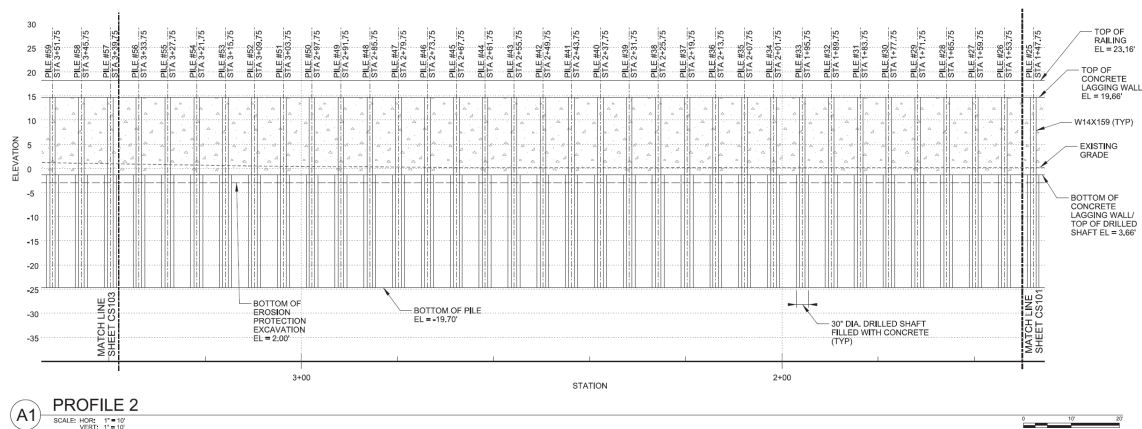 30
25
20
15
10
5
0
-5
-10
-15
-20
-25
-30
-35
ELEVATION
PILE #59
STA 3+51.75
PILE #58
STA 3+45.75
PILE #57
STA 3+39.75
PILE #56
STA 3+33.75
PILE #55
STA 3+27.75
PILE #54
STA 3+21.75
PILE #53
STA 3+15.75
PILE #52
STA 3+09.75
PILE #51
STA 3+03.75
PILE #50
STA 2+97.75
PILE #49
STA 2+91.75
PILE #48
STA 2+85.75
PILE #47
STA 2+79.75
PILE #46
STA 2+73.75
PILE #45
STA 2+67.75
PILE #44
STA 2+61.75
PILE #43
STA 2+55.75
PILE #42
STA 2+49.75
PILE #41
STA 2+43.75
PILE #40
STA 2+37.75
PILE #39
STA 2+31.75
PILE #38
STA 2+25.75
PILE #37
STA 2+19.75
PILE #36
STA 2+13.75
PILE #35
STA 2+07.75
PILE #34
STA 2+01.75
PILE #33
STA 1+95.75
PILE #32
STA 1+89.75
PILE #31
STA 1+83.75
PILE #30
STA 1+77.75
PILE #29
STA 1+71.75
PILE #28
STA 1+65.75
PILE #27
STA 1+59.75
PILE #26
STA 1+53.75
PILE #25
STA 1+47.75
TOP OF
RAILING
EL = 23.16'
TOP OF
CONCRETE
LAGGING WALL
EL = 19.66'
W14X159 (TYP)
EXISTING
GRADE
BOTTOM OF
CONCRETE
LAGGING WALL/
TOP OF DRILLED
SHAFT EL = 3.66'
MATCH LINE
SHEET CS103
BOTTOM OF
EROSION
PROTECTION
EXCAVATION
EL = 2.00'
BOTTOM OF PILE
EL = -19.70'
30" DIA. DRILLED SHAFT
FILLED WITH CONCRETE
(TYP)
MATCH LINE
SHEET CS101
3+00
2+00
STATION
A1
PROFILE 2
SCALE: HOR: 1" = 10'
VERT: 1" = 10'
0 10' 20'